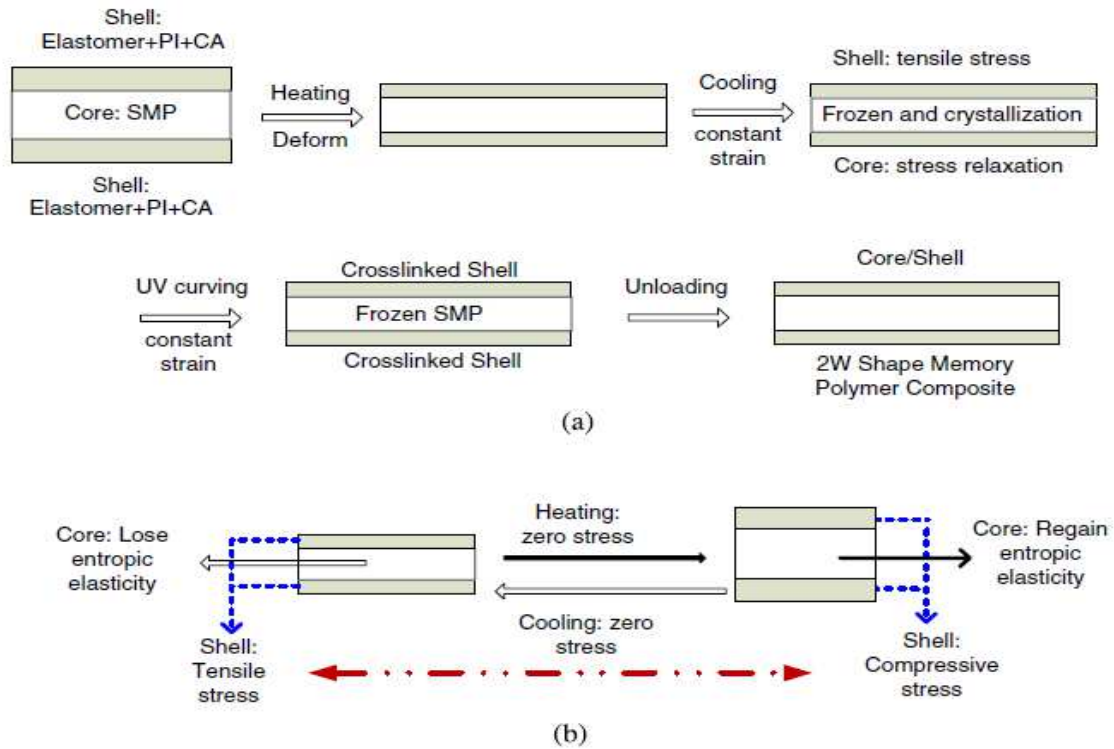 Shell:
Elastomer+PI+CA
Core: SMP
Shell:
Elastomer+PI+CA
Heating
Deform
Cooling
constant
strain
Shell: tensile stress
Frozen and crystallization
Core: stress relaxation
UV curving
constant
strain
Crosslinked Shell
Frozen SMP
Crosslinked Shell
Unloading
Core/Shell
2W Shape Memory
Polymer Composite
(a)
Core: Lose
entropic
elasticity
Shell:
Tensile
stress
Heating:
zero stress
Cooling: zero
stress
Core: Regain
entropic
elasticity
Shell:
Compressive
stress
(b)